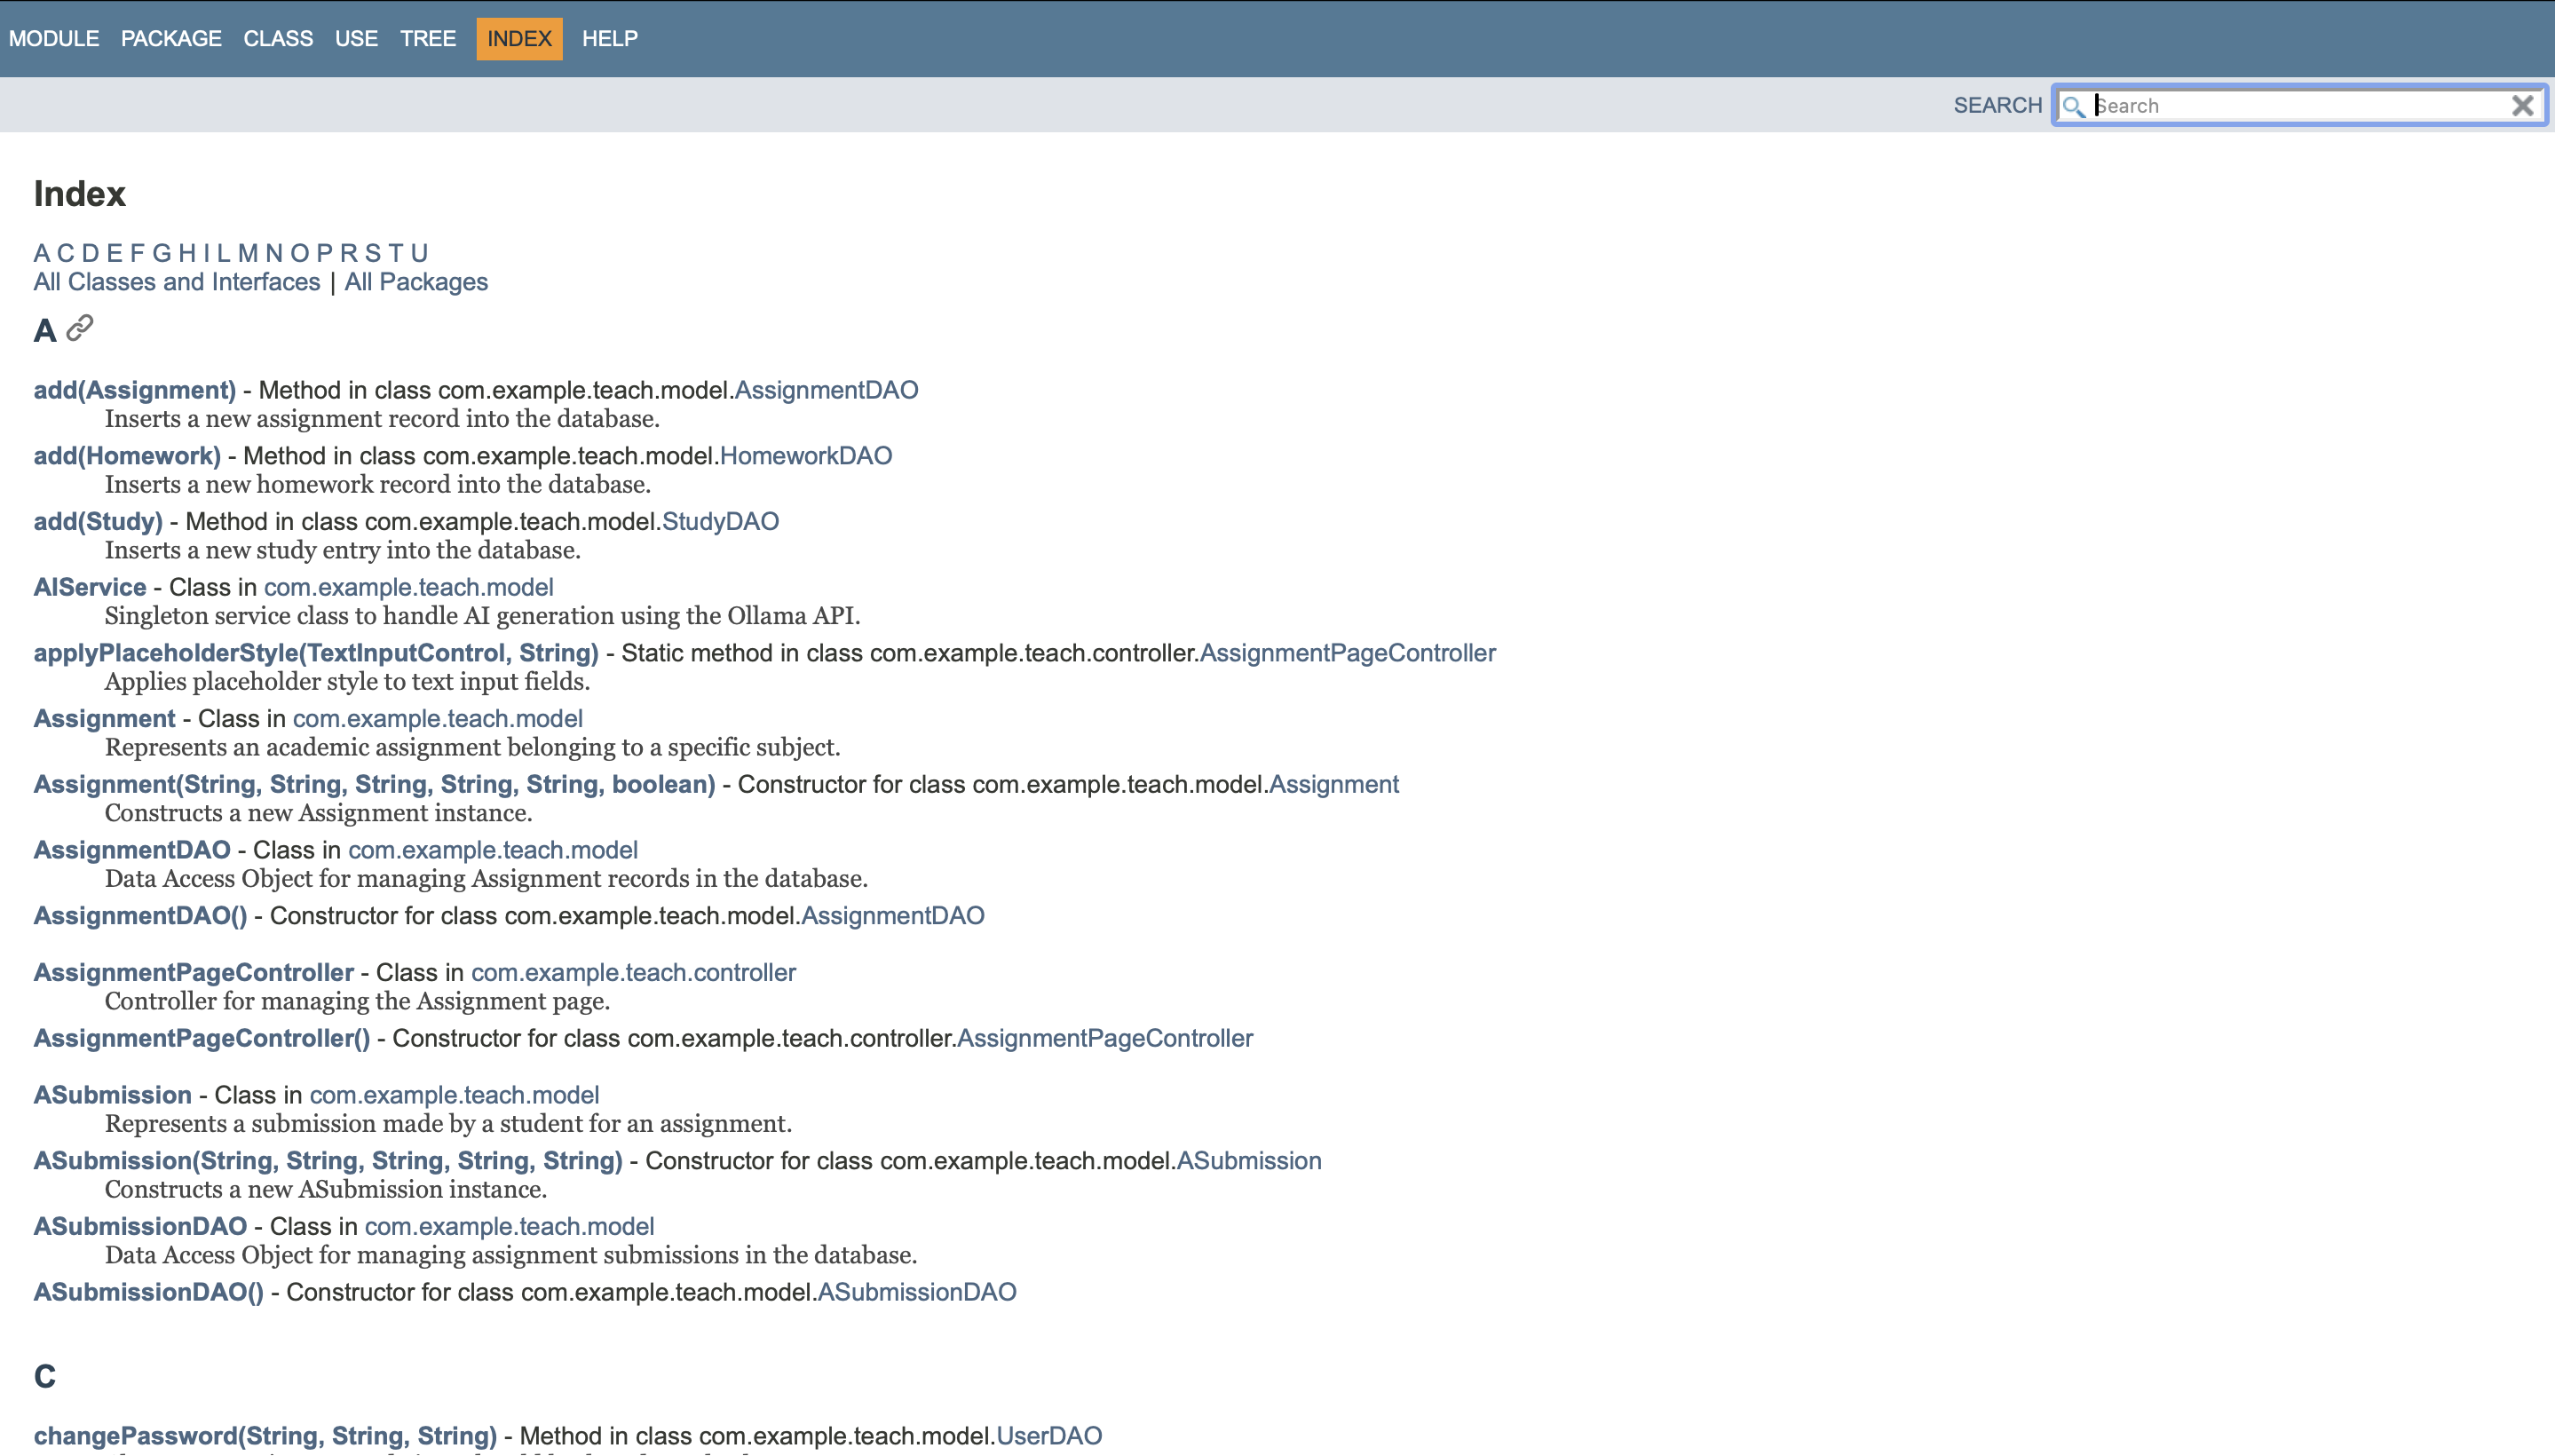 MODULE PACKAGE CLASS USE TREE INDEX HELP
SEARCH Search
Index
A C D E F G H I L M N O P R S T U
All Classes and Interfaces | All Packages
A
add(Assignment) - Method in class com.example.teach.model.AssignmentDAO
Inserts a new assignment record into the database.
add(Homework) - Method in class com.example.teach.model.HomeworkDAO
Inserts a new homework record into the database.
add(Study) - Method in class com.example.teach.model.StudyDAO
Inserts a new study entry into the database.
AIService - Class in com.example.teach.model
Singleton service class to handle AI generation using the Ollama API.
applyPlaceholderStyle(TextInputControl, String) - Static method in class com.example.teach.controller.AssignmentPageController
Applies placeholder style to text input fields.
Assignment - Class in com.example.teach.model
Represents an academic assignment belonging to a specific subject.
Assignment(String, String, String, String, String, boolean) - Constructor for class com.example.teach.model.Assignment
Constructs a new Assignment instance.
AssignmentDAO - Class in com.example.teach.model
Data Access Object for managing Assignment records in the database.
AssignmentDAO() - Constructor for class com.example.teach.model.AssignmentDAO
AssignmentPageController - Class in com.example.teach.controller
Controller for managing the Assignment page.
AssignmentPageController() - Constructor for class com.example.teach.controller.AssignmentPageController
ASubmission - Class in com.example.teach.model
Represents a submission made by a student for an assignment.
ASubmission(String, String, String, String, String) - Constructor for class com.example.teach.model.ASubmission
Constructs a new ASubmission instance.
ASubmissionDAO - Class in com.example.teach.model
Data Access Object for managing assignment submissions in the database.
ASubmissionDAO() - Constructor for class com.example.teach.model.ASubmissionDAO
C
changePassword(String, String, String) - Method in class com.example.teach.model.UserDAO